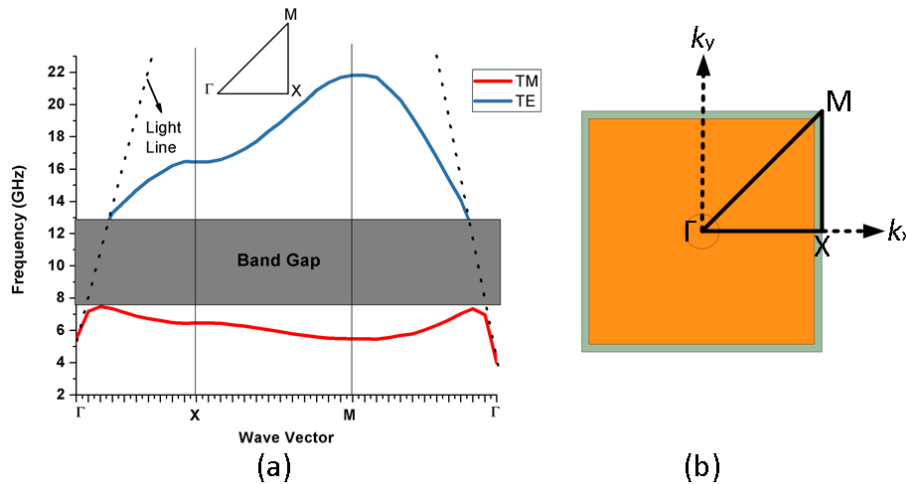 M
Γ
X
TM
TE
Light
Line
Band Gap
Frequency (GHz)
22
20
18
16
14
12
10
8
6
4
2
Γ
X
M
Γ
Wave Vector
(a)
ky
M
Γ
X
kx
(b)